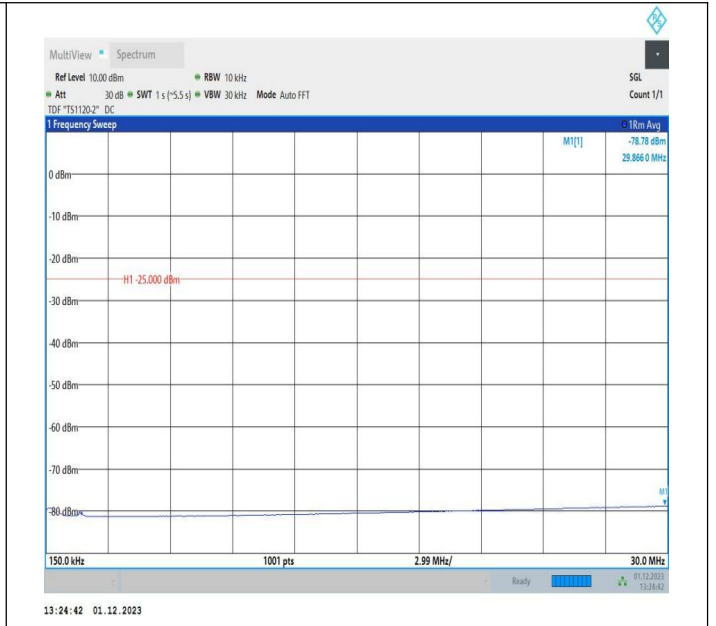 MultiView Spectrum
Ref Level 10.00 dBm RBW 10 kHz SGL
Att 30 dB SWT 1 s (~5.5 s) VBW 30 kHz Mode Auto FFT Count 1/1
TDF "TS1120-2" DC
1 Frequency Sweep 1Rm Avg
M1[1] -78.78 dBm
29.866 0 MHz
0 dBm
-10 dBm
-20 dBm
H1 -25.000 dBm
-30 dBm
-40 dBm
-50 dBm
-60 dBm
-70 dBm
M1
-80 dBm
150.0 kHz 1001 pts 2.99 MHz/ 30.0 MHz
Ready 01.12.2023
13:24:42
13:24:42 01.12.2023